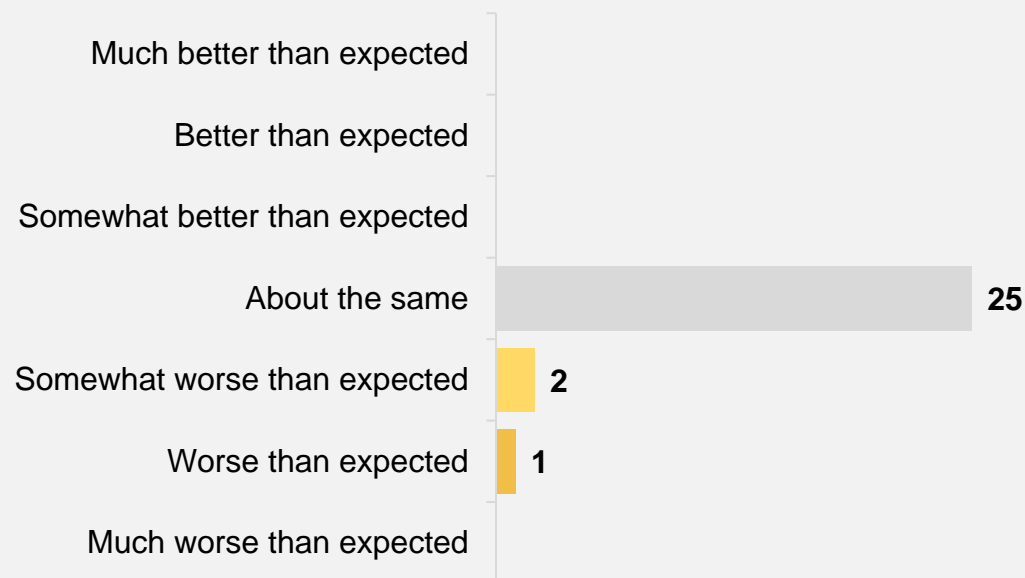 Much better than expected
Better than expected
Somewhat better than expected
About the same 25
Somewhat worse than expected 2
Worse than expected 1
Much worse than expected